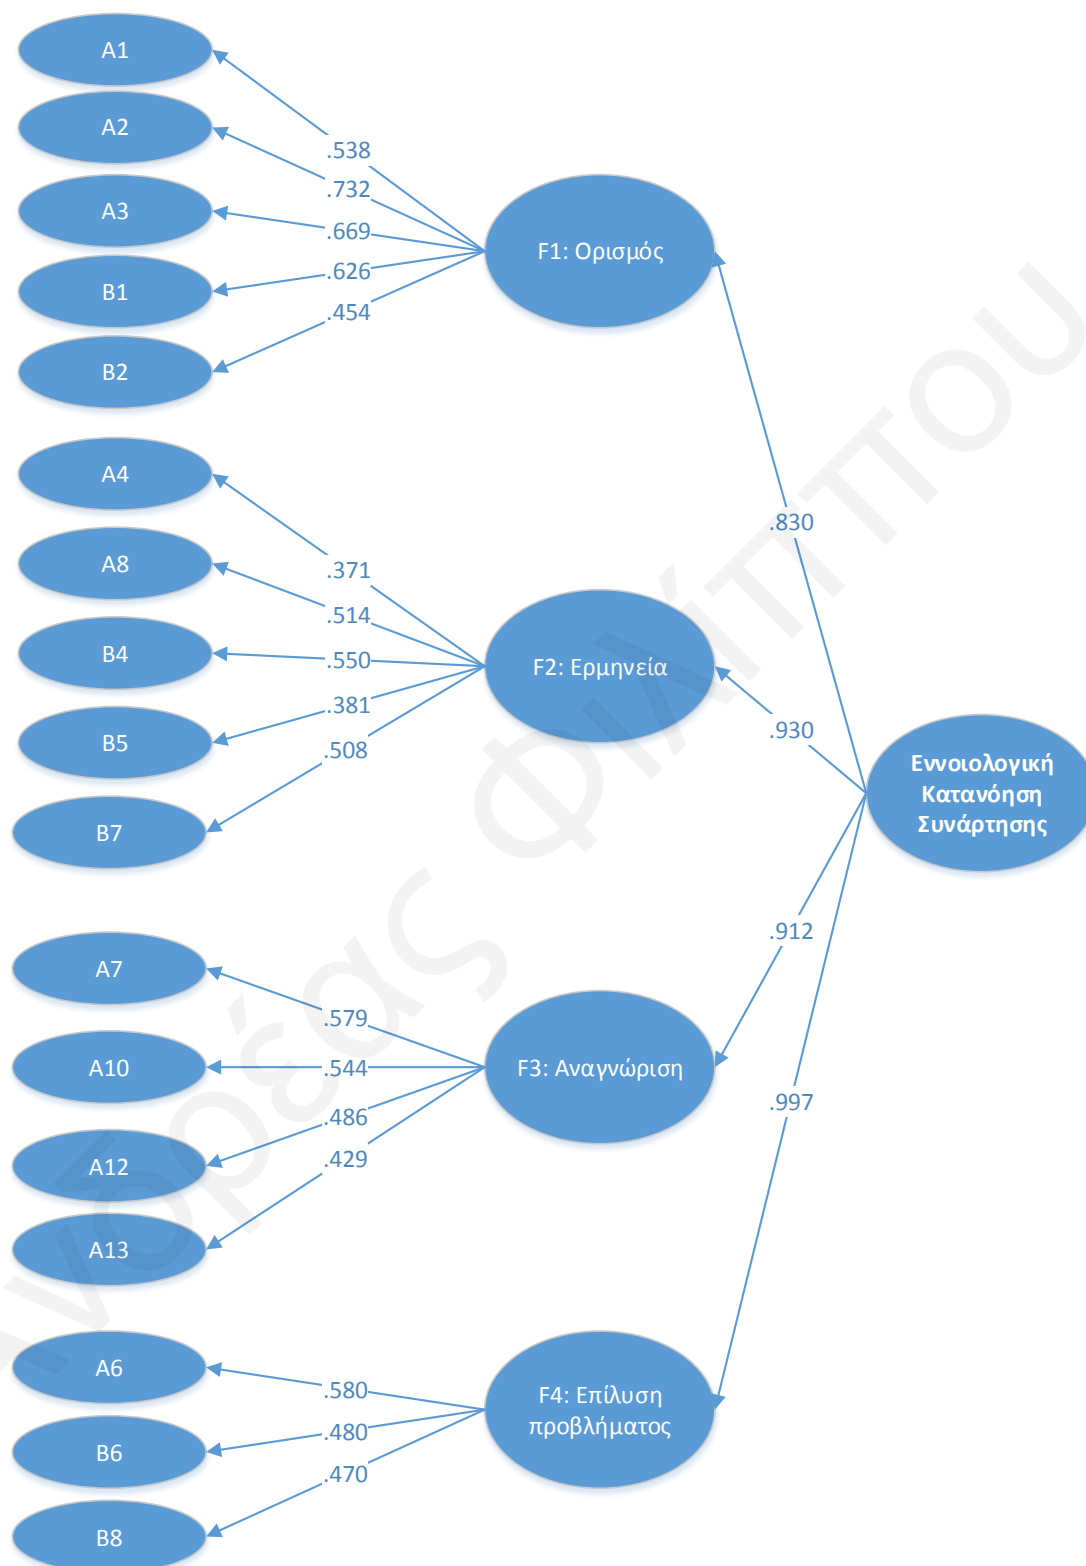 A1
A2
A3
B1
B2
.538
.732
.669
.626
.454
F1: Ορισμός
A4
A8
B4
B5
B7
.371
.514
.550
.381
.508
F2: Ερμηνεία
A7
A10
A12
A13
.579
.544
.486
.429
F3: Αναγνώριση
A6
B6
B8
.580
.480
.470
F4: Επίλυση
προβλήματος
.830
.930
.912
.997
Εννοιολογική
Κατανόηση
Συνάρτησης
Ανδρέας Φιλίππου